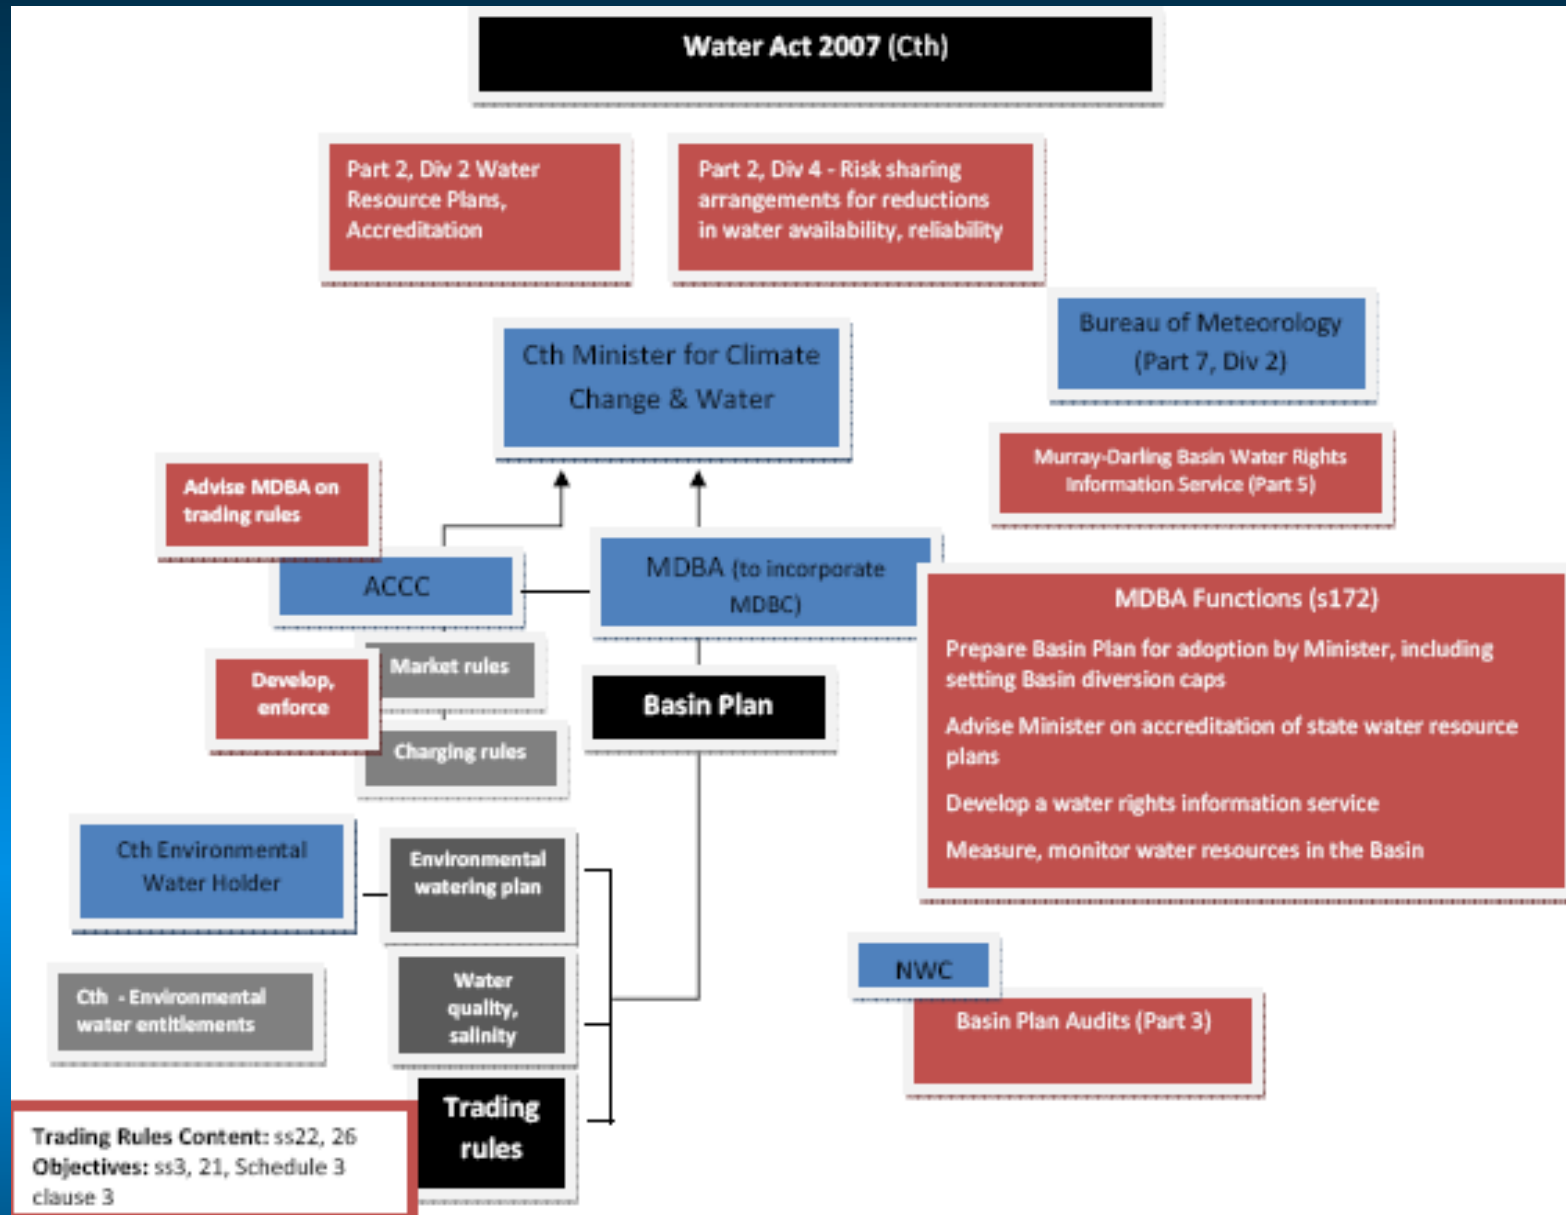 Water Act 2007 (Cth)
Part 2, Div 2 Water
Resource Plans,
Accreditation
Part 2, Div 4 - Risk sharing
arrangements for reductions
in water availability, reliability
Bureau of Meteorology
(Part 7, Div 2)
Cth Minister for Climate
Change & Water
Murray-Darling Basin Water Rights
Information Service (Part 5)
Advise MDBA on
trading rules
ACCC
MDBA (to incorporate
MDBC)
MDBA Functions (s172)
Prepare Basin Plan for adoption by Minister, including
setting Basin diversion caps
Advise Minister on accreditation of state water resource
plans
Develop a water rights information service
Measure, monitor water resources in the Basin
Market rules
Develop,
enforce
Charging rules
Basin Plan
Cth Environmental
Water Holder
Environmental
watering plan
Cth - Environmental
water entitlements
Water
quality,
salinity
NWC
Basin Plan Audits (Part 3)
Trading
rules
Trading Rules Content: ss22, 26
Objectives: ss3, 21, Schedule 3
clause 3